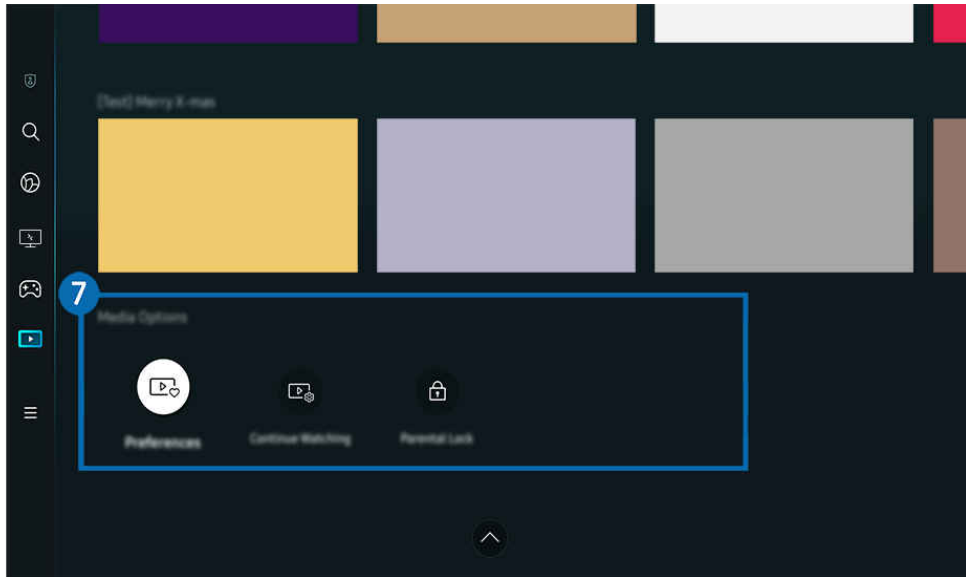 [Test] Merry X-mas
7
Media Options
Preferences
Continue Watching
Parental Lock